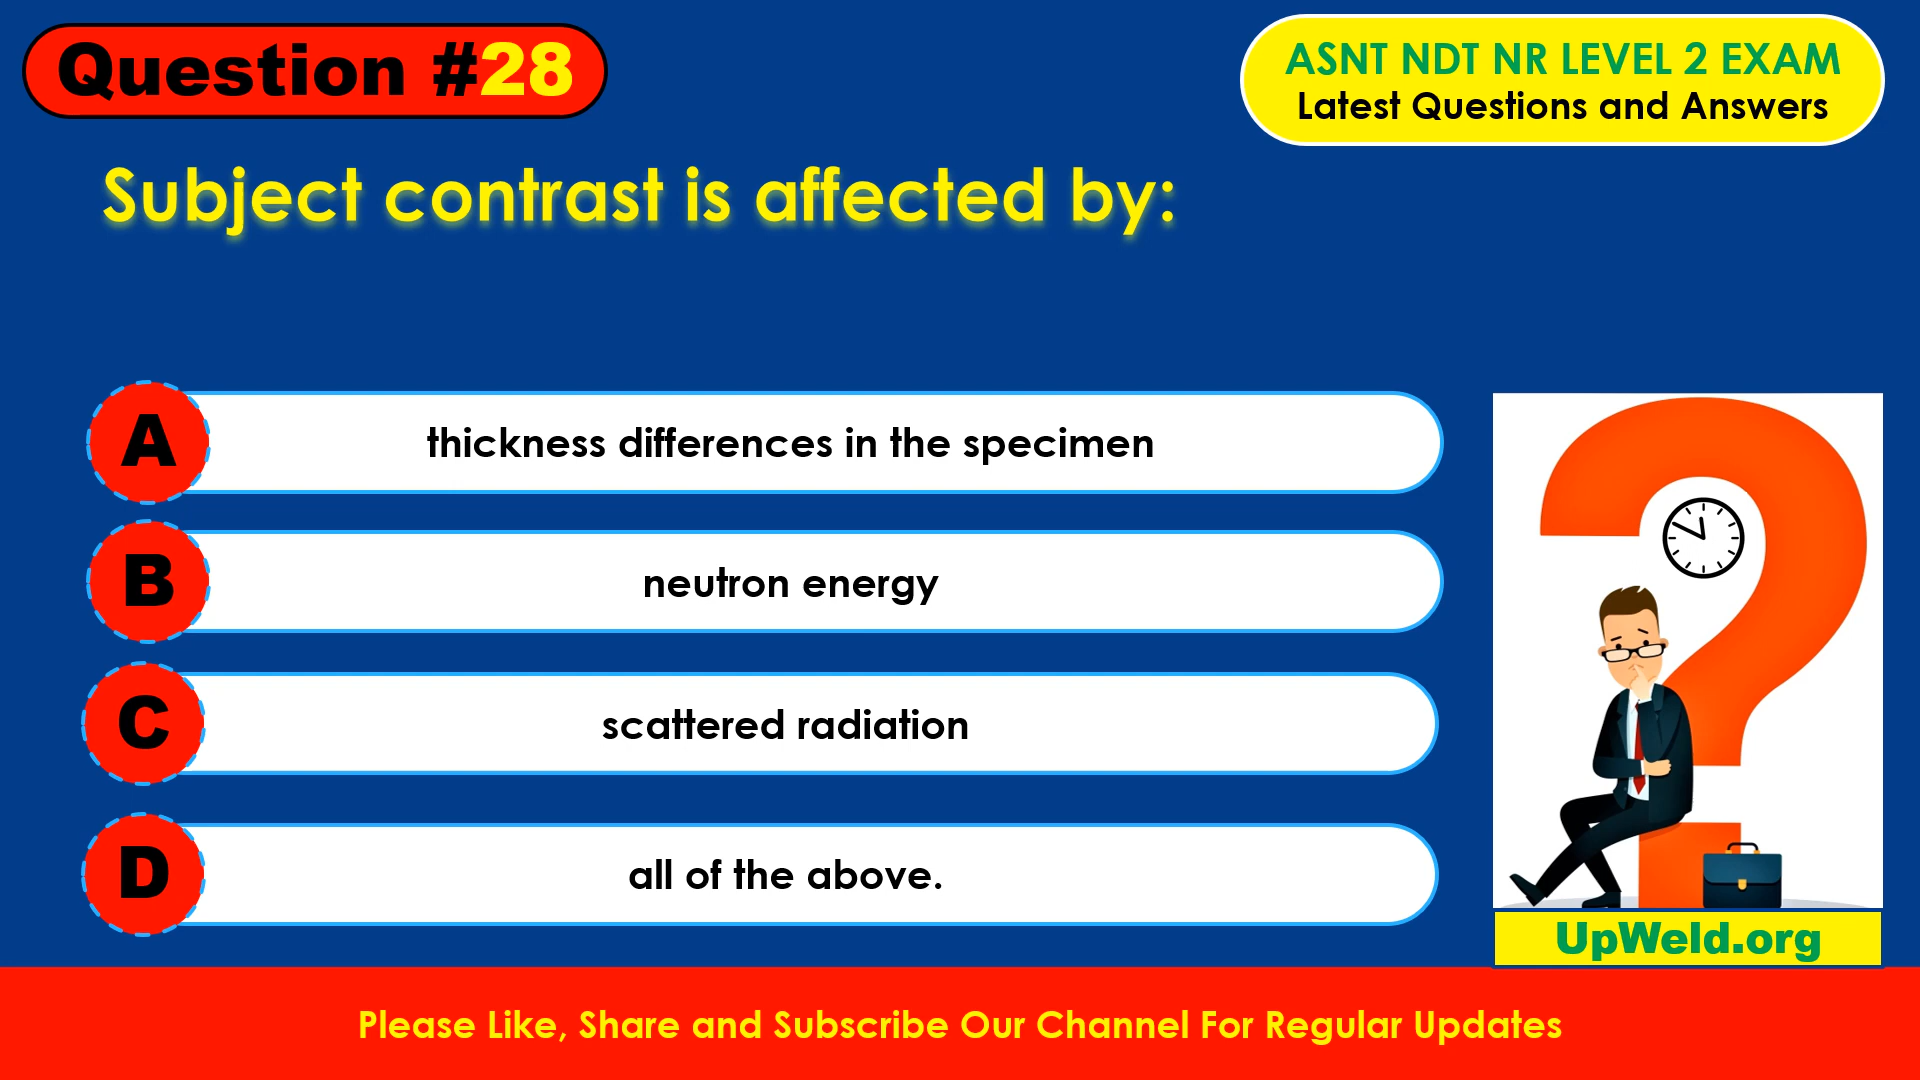 Question #28
ASNT NDT NR LEVEL 2 EXAM
Latest Questions and Answers
Subject contrast is affected by:
A
thickness differences in the specimen
B
neutron energy
C
scattered radiation
D
all of the above.
UpWeld.org
Please Like, Share and Subscribe Our Channel For Regular Updates